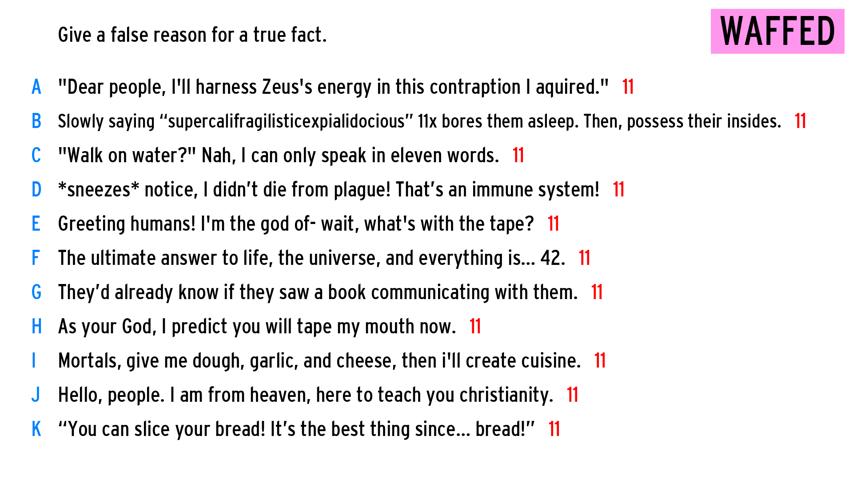 Give a false reason for a true fact.
WAFFED
A "Dear people, I'll harness Zeus's energy in this contraption I aquired." 11
B Slowly saying “supercalifragilisticexpialidocious” 11x bores them asleep. Then, possess their insides. 11
C "Walk on water?" Nah, I can only speak in eleven words. 11
D *sneezes* notice, I didn’t die from plague! That’s an immune system! 11
E Greeting humans! I'm the god of- wait, what's with the tape? 11
F The ultimate answer to life, the universe, and everything is... 42. 11
G They’d already know if they saw a book communicating with them. 11
H As your God, I predict you will tape my mouth now. 11
I Mortals, give me dough, garlic, and cheese, then i'll create cuisine. 11
J Hello, people. I am from heaven, here to teach you christianity. 11
K “You can slice your bread! It’s the best thing since... bread!” 11